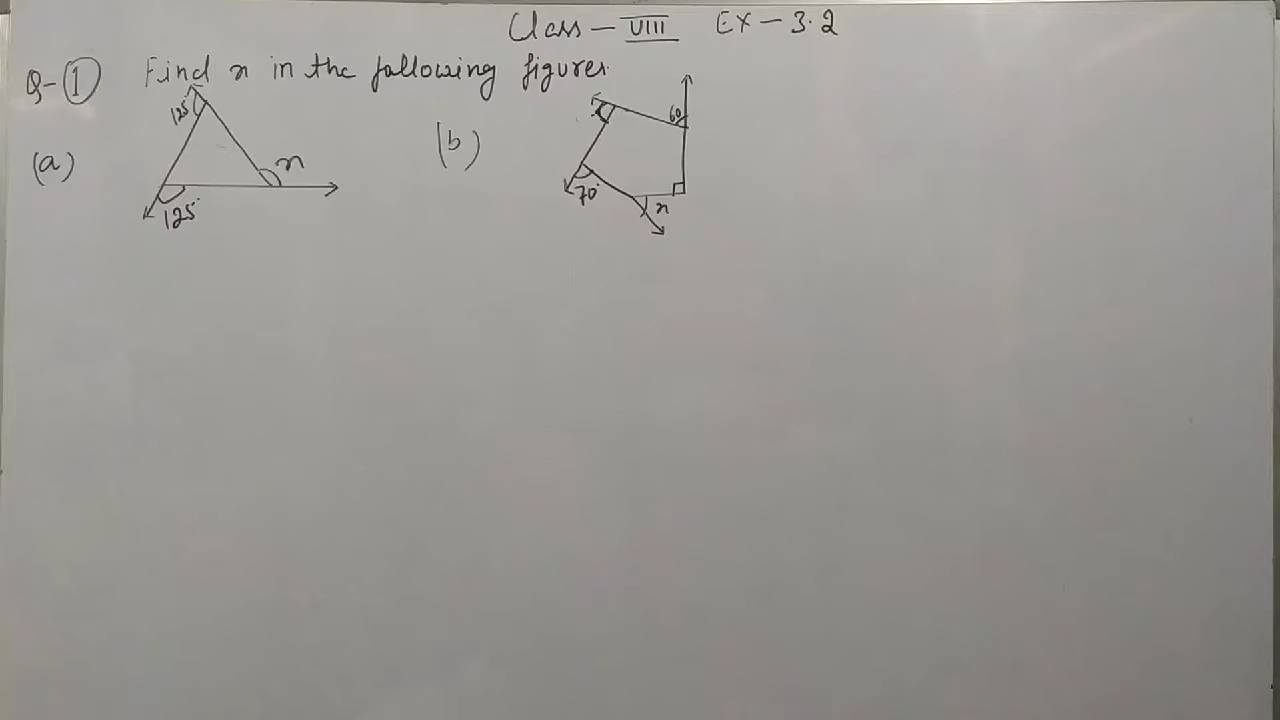 Class - VIII EX - 3.2
Q-① Find x in the following figures.
(a) 125° x 125°
(b) 60 70° x